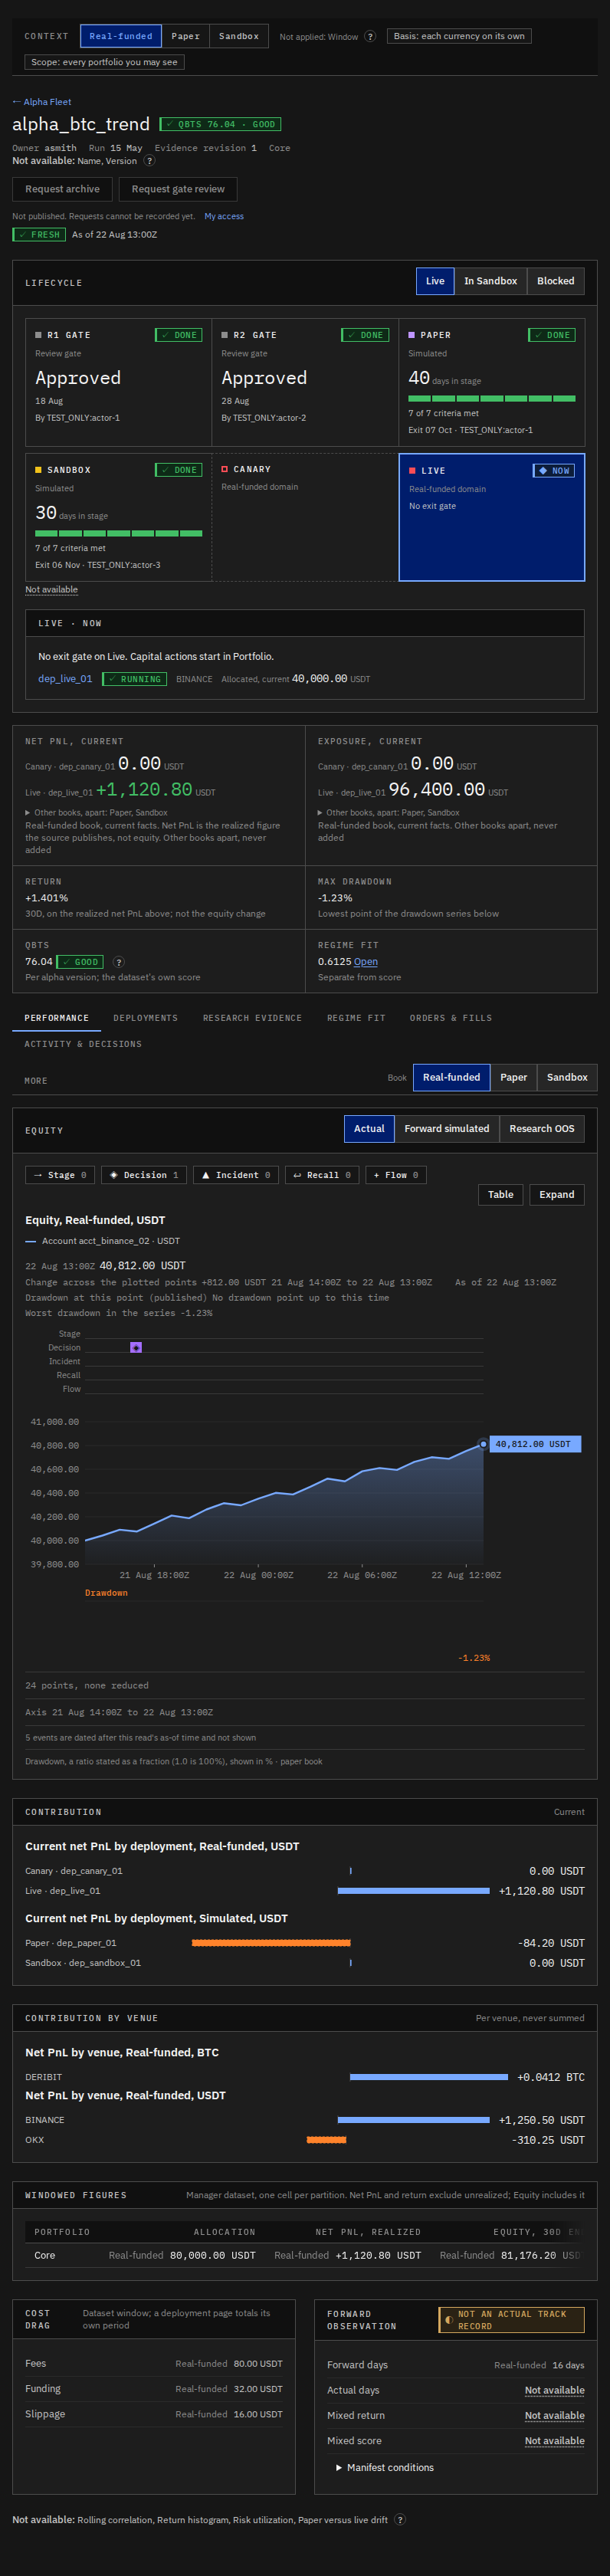 CONTEXT Real-funded Paper Sandbox Not applied: Window ? Basis: each currency on its own
Scope: every portfolio you may see
← Alpha Fleet
alpha_btc_trend ✓ QBTS 76.04 · GOOD
Owner asmith Run 15 May Evidence revision 1 Core
Not available: Name, Version ?
Request archive Request gate review
Not published. Requests cannot be recorded yet. My access
✓ FRESH As of 22 Aug 13:00Z
LIFECYCLE Live In Sandbox Blocked
R1 GATE ✓ DONE
Review gate
Approved
18 Aug
By TEST_ONLY:actor-1
R2 GATE ✓ DONE
Review gate
Approved
28 Aug
By TEST_ONLY:actor-2
PAPER ✓ DONE
Simulated
40 days in stage
7 of 7 criteria met
Exit 07 Oct · TEST_ONLY:actor-1
SANDBOX ✓ DONE
Simulated
30 days in stage
7 of 7 criteria met
Exit 06 Nov · TEST_ONLY:actor-3
CANARY
Real-funded domain
LIVE ◆ NOW
Real-funded domain
No exit gate
Not available
LIVE · NOW
No exit gate on Live. Capital actions start in Portfolio.
dep_live_01 ✓ RUNNING BINANCE Allocated, current 40,000.00 USDT
NET PNL, CURRENT
Canary · dep_canary_01 0.00 USDT
Live · dep_live_01 +1,120.80 USDT
▶ Other books, apart: Paper, Sandbox
Real-funded book, current facts. Net PnL is the realized figure
the source publishes, not equity. Other books apart, never
added
EXPOSURE, CURRENT
Canary · dep_canary_01 0.00 USDT
Live · dep_live_01 96,400.00 USDT
▶ Other books, apart: Paper, Sandbox
Real-funded book, current facts. Other books apart, never
added
RETURN
+1.401%
30D, on the realized net PnL above; not the equity change
MAX DRAWDOWN
-1.23%
Lowest point of the drawdown series below
QBTS
76.04 ✓ GOOD ?
Per alpha version; the dataset's own score
REGIME FIT
0.6125 Open
Separate from score
PERFORMANCE DEPLOYMENTS RESEARCH EVIDENCE REGIME FIT ORDERS & FILLS
ACTIVITY & DECISIONS
MORE Book Real-funded Paper Sandbox
EQUITY Actual Forward simulated Research OOS
→ Stage 0 ◈ Decision 1 ▲ Incident 0 ↩ Recall 0 + Flow 0
Table Expand
Equity, Real-funded, USDT
Account acct_binance_02 · USDT
22 Aug 13:00Z 40,812.00 USDT
Change across the plotted points +812.00 USDT 21 Aug 14:00Z to 22 Aug 13:00Z As of 22 Aug 13:00Z
Drawdown at this point (published) No drawdown point up to this time
Worst drawdown in the series -1.23%
Stage
Decision
Incident
Recall
Flow
41,000.00
40,800.00
40,812.00 USDT
40,600.00
40,400.00
40,200.00
40,000.00
39,800.00
21 Aug 18:00Z 22 Aug 00:00Z 22 Aug 06:00Z 22 Aug 12:00Z
Drawdown
-1.23%
24 points, none reduced
Axis 21 Aug 14:00Z to 22 Aug 13:00Z
5 events are dated after this read's as-of time and not shown
Drawdown, a ratio stated as a fraction (1.0 is 100%), shown in % · paper book
CONTRIBUTION Current
Current net PnL by deployment, Real-funded, USDT
Canary · dep_canary_01 0.00 USDT
Live · dep_live_01 +1,120.80 USDT
Current net PnL by deployment, Simulated, USDT
Paper · dep_paper_01 -84.20 USDT
Sandbox · dep_sandbox_01 0.00 USDT
CONTRIBUTION BY VENUE Per venue, never summed
Net PnL by venue, Real-funded, BTC
DERIBIT +0.0412 BTC
Net PnL by venue, Real-funded, USDT
BINANCE +1,250.50 USDT
OKX -310.25 USDT
WINDOWED FIGURES Manager dataset, one cell per partition. Net PnL and return exclude unrealized; Equity includes it
PORTFOLIO ALLOCATION NET PNL, REALIZED EQUITY, 30D
Core Real-funded 80,000.00 USDT Real-funded +1,120.80 USDT Real-funded 81,176.20 USD
COST
DRAG
Dataset window; a deployment page totals its
own period
Fees Real-funded 80.00 USDT
Funding Real-funded 32.00 USDT
Slippage Real-funded 16.00 USDT
FORWARD
OBSERVATION
NOT AN ACTUAL TRACK
RECORD
Forward days Real-funded 16 days
Actual days Not available
Mixed return Not available
Mixed score Not available
▶ Manifest conditions
Not available: Rolling correlation, Return histogram, Risk utilization, Paper versus live drift ?